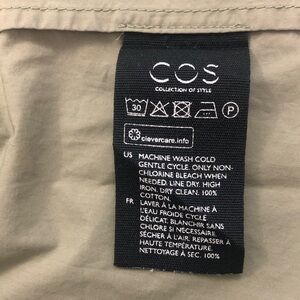 COS
COLLECTION OF STYLE
30 P
clevercare.info
US MACHINE WASH COLD
GENTLE CYCLE. ONLY NON-
CHLORINE BLEACH WHEN
NEEDED. LINE DRY. HIGH
IRON. DRY CLEAN. 100%
COTTON.
FR LAVER À LA MACHINE À
L'EAU FROIDE CYCLE
DÉLICAT. BLANCHIR SANS
CHLORE SI NÉCESSAIRE.
SÉCHER À L'AIR. REPASSER À
HAUTE TEMPÉRATURE.
NETTOYAGE À SEC. 100%